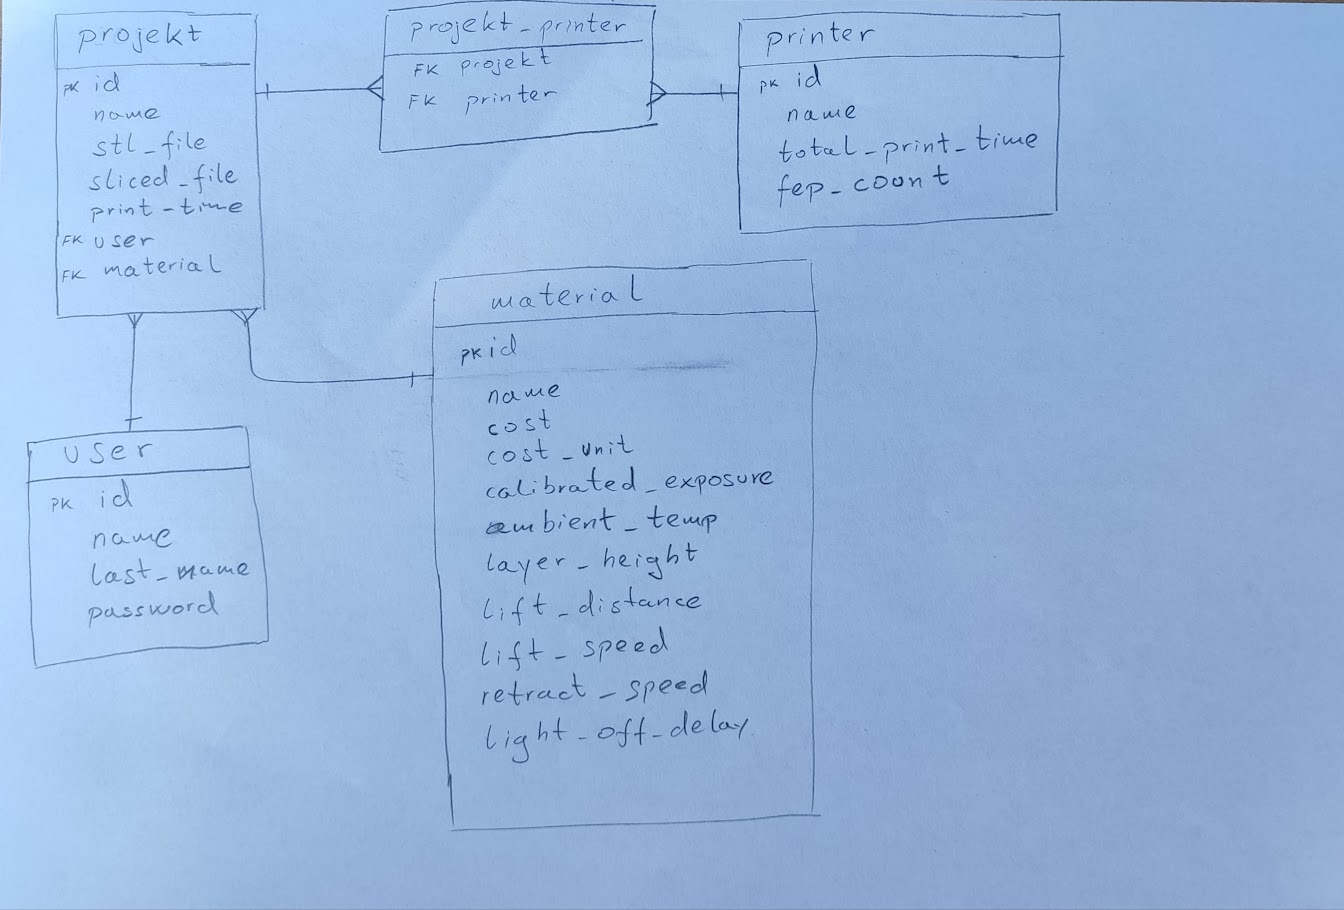 projekt
PK id
name
stl_file
sliced_file
print-time
FK user
FK material
projekt_printer
FK projekt
FK printer
printer
PK id
name
total_print_time
fep_count
user
PK id
name
last_name
password
material
PK id
name
cost
cost_unit
calibrated_exposure
ambient_temp
layer_height
lift_distance
lift_speed
retract_speed
light_off_delay